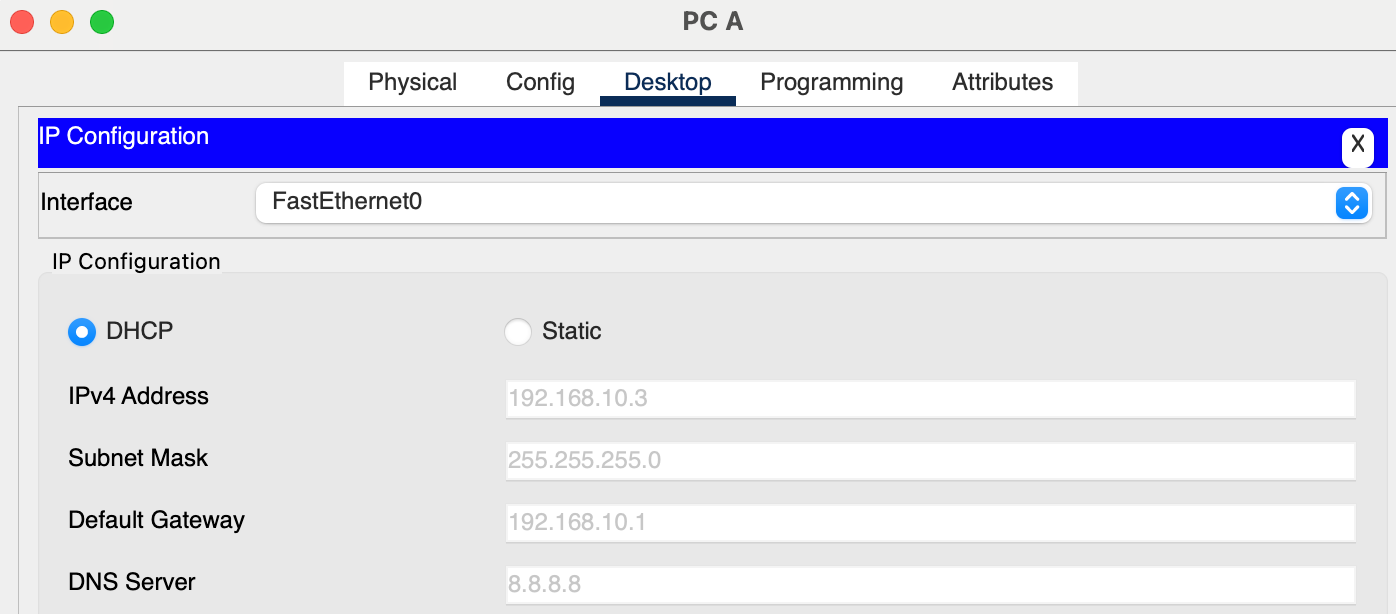 PC A
Physical Config Desktop Programming Attributes
IP Configuration X
Interface FastEthernet0
IP Configuration
DHCP Static
IPv4 Address 192.168.10.3
Subnet Mask 255.255.255.0
Default Gateway 192.168.10.1
DNS Server 8.8.8.8